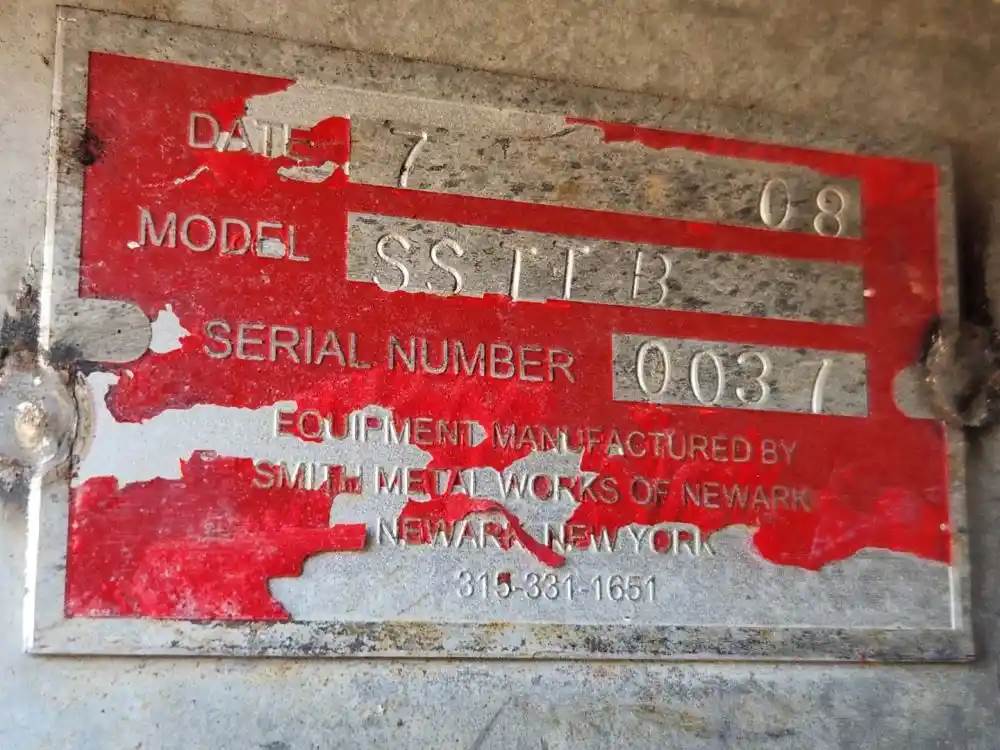 DATE 7 08
MODEL SSTTB
SERIAL NUMBER 0037
EQUIPMENT MANUFACTURED BY
SMITH METAL WORKS OF NEWARK
NEWARK, NEW YORK
315-331-1651